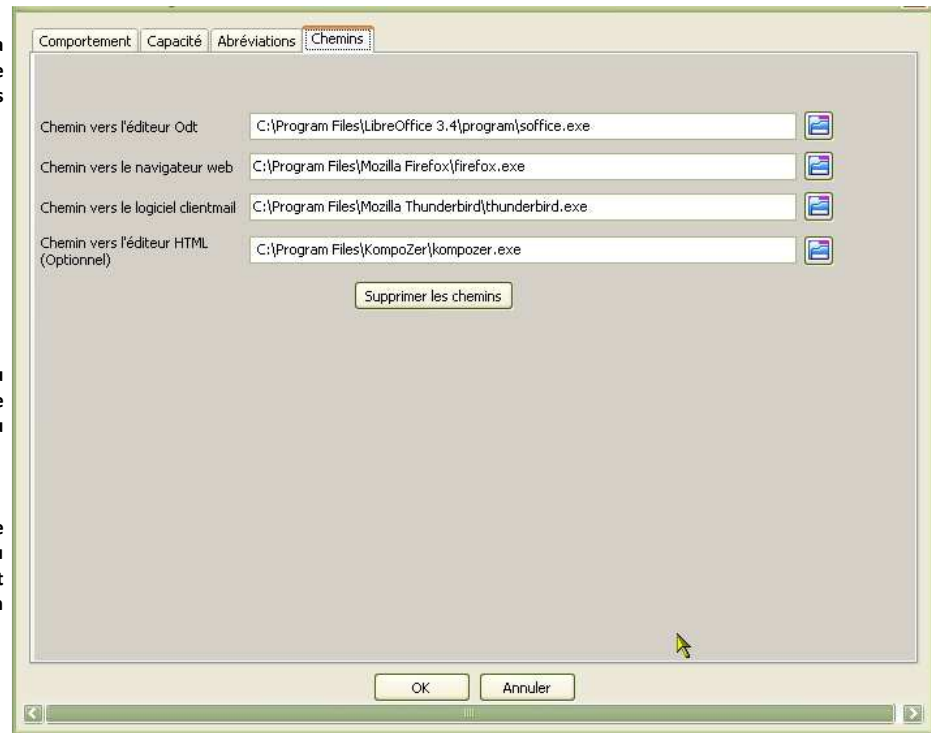 Comportement Capacité Abréviations Chemins
Chemin vers l'éditeur Odt C:\Program Files\LibreOffice 3.4\program\soffice.exe
Chemin vers le navigateur web C:\Program Files\Mozilla Firefox\firefox.exe
Chemin vers le logiciel clientmail C:\Program Files\Mozilla Thunderbird\thunderbird.exe
Chemin vers l'éditeur HTML
(Optionnel) C:\Program Files\KompoZer\kompozer.exe
Supprimer les chemins
OK Annuler